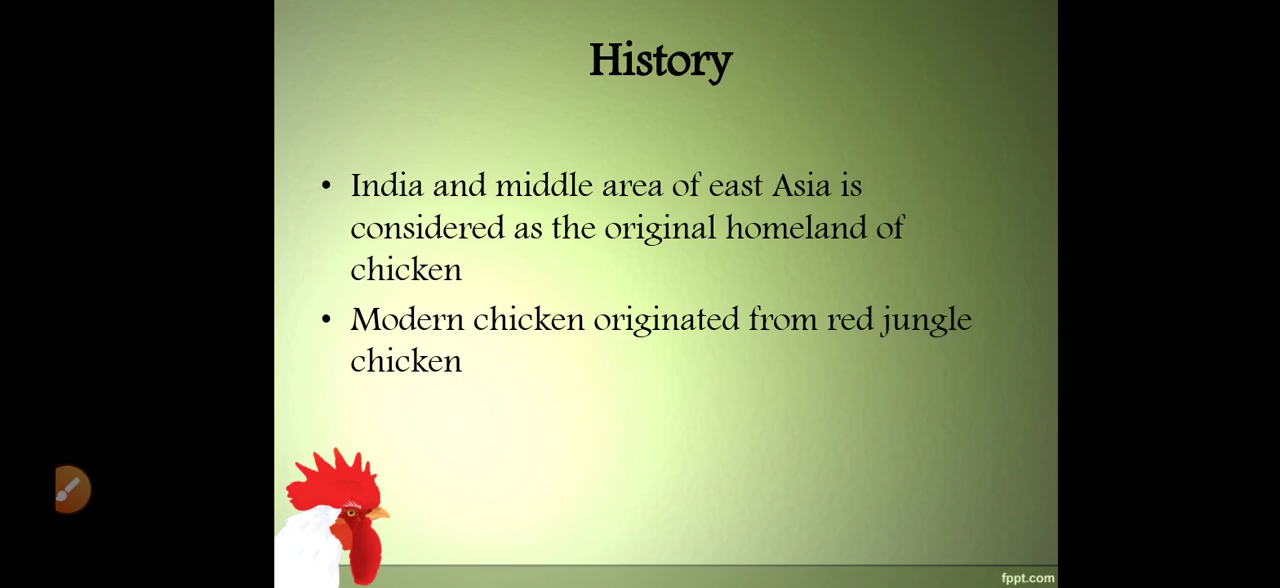 History
• India and middle area of east Asia is
considered as the original homeland of
chicken
• Modern chicken originated from red jungle
chicken
fppt.com